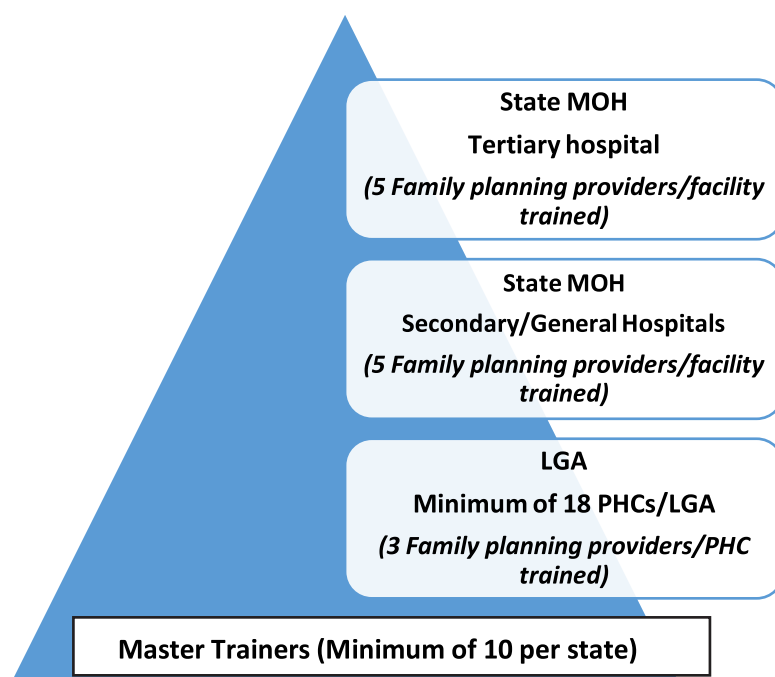 State MOH
Tertiary hospital
(5 Family planning providers/facility
trained)
State MOH
Secondary/General Hospitals
(5 Family planning providers/facility
trained)
LGA
Minimum of 18 PHCs/LGA
(3 Family planning providers/PHC
trained)
Master Trainers (Minimum of 10 per state)